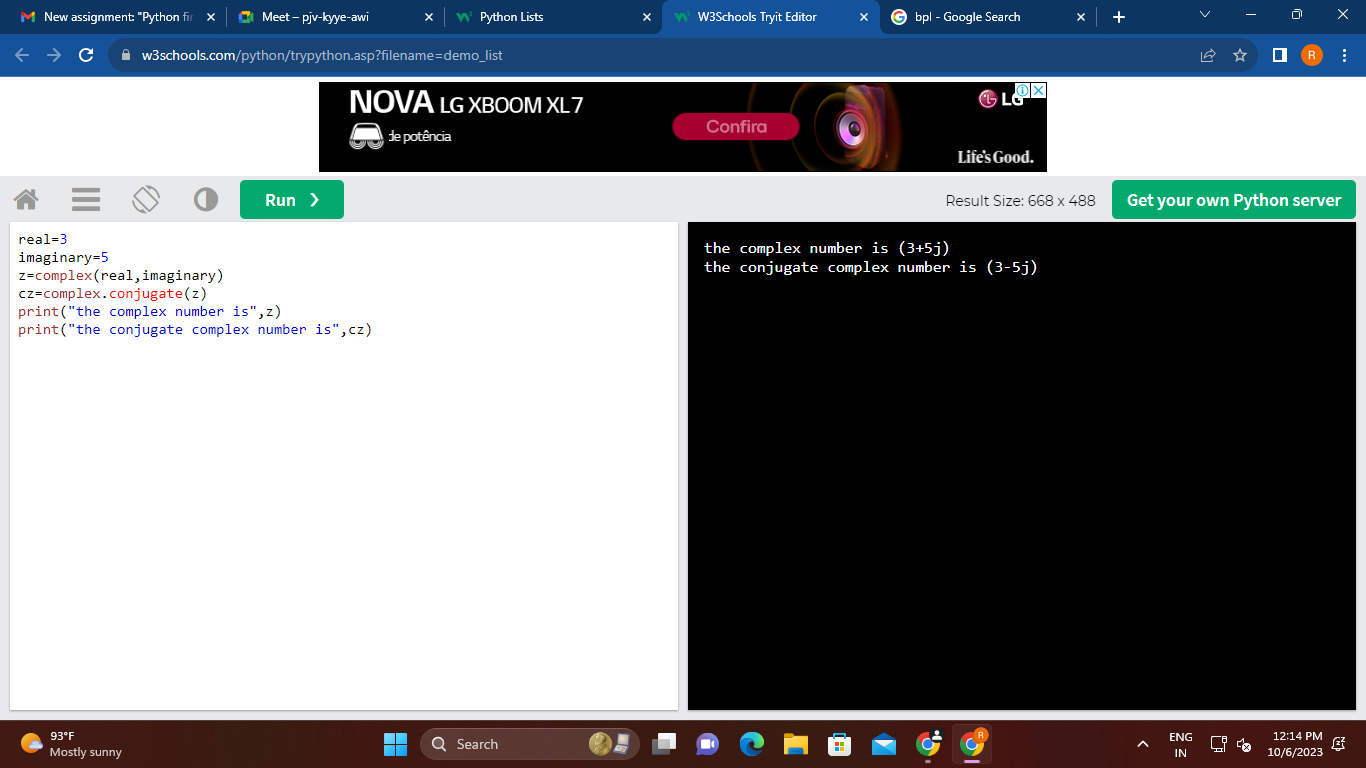 New assignment: "Python fir
Meet – pjv-kyye-awi
Python Lists
W3Schools Tryit Editor
bpl - Google Search
w3schools.com/python/trypython.asp?filename=demo_list
R
NOVA LG XBOOM XL7
de potência
Confira
LG
Life's Good.
Run ❯
Result Size: 668 x 488
Get your own Python server
real=3
imaginary=5
z=complex(real,imaginary)
cz=complex.conjugate(z)
print("the complex number is",z)
print("the conjugate complex number is",cz)
the complex number is (3+5j)
the conjugate complex number is (3-5j)
93°F
Mostly sunny
Search
R
ENG
IN
12:14 PM
10/6/2023